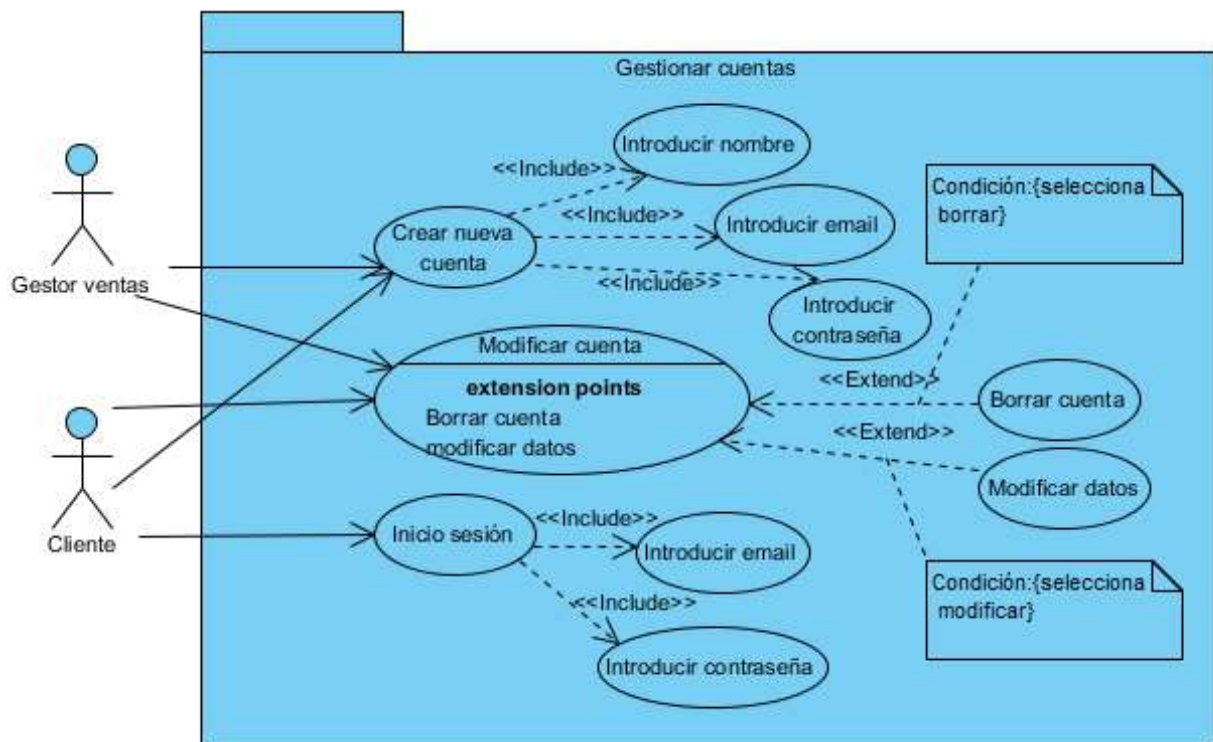 Gestionar cuentas
Introducir nombre
<<Include>>
Condición:{selecciona
borrar}
<<Include>>
Introducir email
Crear nueva
cuenta
<<Include>>
Gestor ventas
Introducir
contraseña
Modificar cuenta
extension points
Borrar cuenta
modificar datos
<<Extend>>
Borrar cuenta
<<Extend>>
Modificar datos
Cliente
Inicio sesión
<<Include>>
Introducir email
<<Include>>
Introducir contraseña
Condición:{selecciona
modificar}